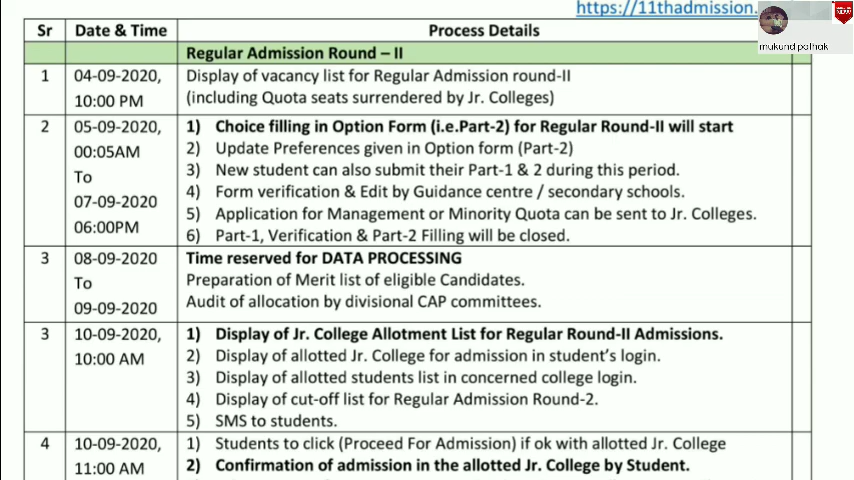 https://11thadmission.
mukund pathak
Sr Date & Time Process Details
Regular Admission Round – II
1 04-09-2020, Display of vacancy list for Regular Admission round-II
10:00 PM (including Quota seats surrendered by Jr. Colleges)
2 05-09-2020, 1) Choice filling in Option Form (i.e.Part-2) for Regular Round-II will start
00:05AM 2) Update Preferences given in Option form (Part-2)
To 3) New student can also submit their Part-1 & 2 during this period.
07-09-2020 4) Form verification & Edit by Guidance centre / secondary schools.
06:00PM 5) Application for Management or Minority Quota can be sent to Jr. Colleges.
6) Part-1, Verification & Part-2 Filling will be closed.
3 08-09-2020 Time reserved for DATA PROCESSING
To Preparation of Merit list of eligible Candidates.
09-09-2020 Audit of allocation by divisional CAP committees.
3 10-09-2020, 1) Display of Jr. College Allotment List for Regular Round-II Admissions.
10:00 AM 2) Display of allotted Jr. College for admission in student's login.
3) Display of allotted students list in concerned college login.
4) Display of cut-off list for Regular Admission Round-2.
5) SMS to students.
4 10-09-2020, 1) Students to click (Proceed For Admission) if ok with allotted Jr. College
11:00 AM 2) Confirmation of admission in the allotted Jr. College by Student.